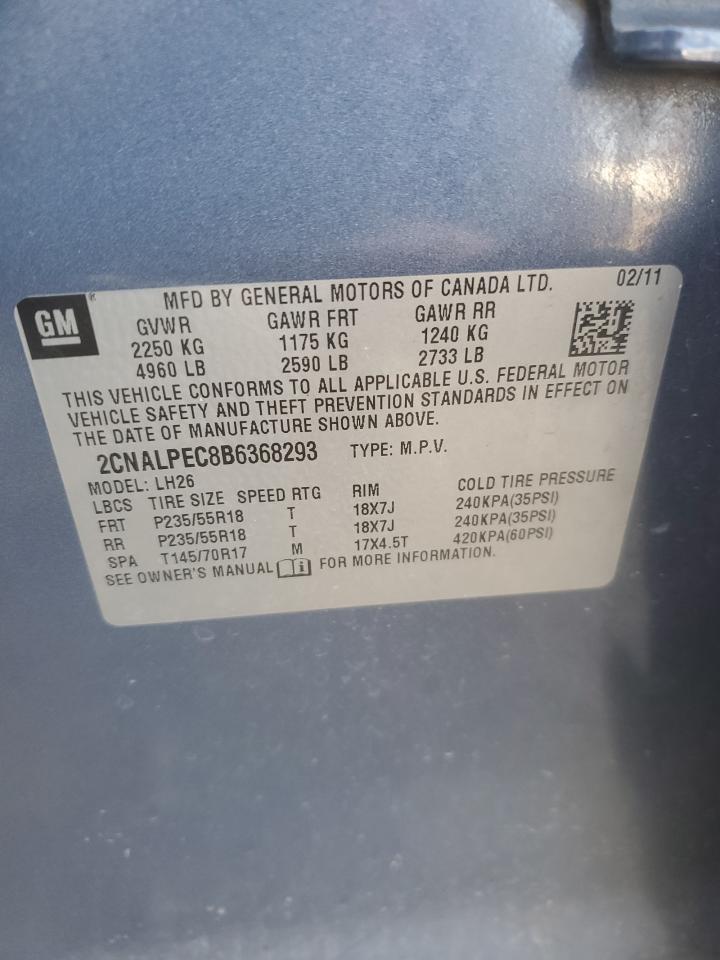 GM ® MFD BY GENERAL MOTORS OF CANADA LTD. 02/11
GVWR GAWR FRT GAWR RR
2250 KG 1175 KG 1240 KG
4960 LB 2590 LB 2733 LB
THIS VEHICLE CONFORMS TO ALL APPLICABLE U.S. FEDERAL MOTOR
VEHICLE SAFETY AND THEFT PREVENTION STANDARDS IN EFFECT ON
THE DATE OF MANUFACTURE SHOWN ABOVE.
2CNALPEC8B6368293 TYPE: M.P.V.
MODEL: LH26
LBCS TIRE SIZE SPEED RTG RIM COLD TIRE PRESSURE
FRT P235/55R18 T 18X7J 240KPA(35PSI)
RR P235/55R18 T 18X7J 240KPA(35PSI)
SPA T145/70R17 M 17X4.5T 420KPA(60PSI)
SEE OWNER'S MANUAL i FOR MORE INFORMATION.